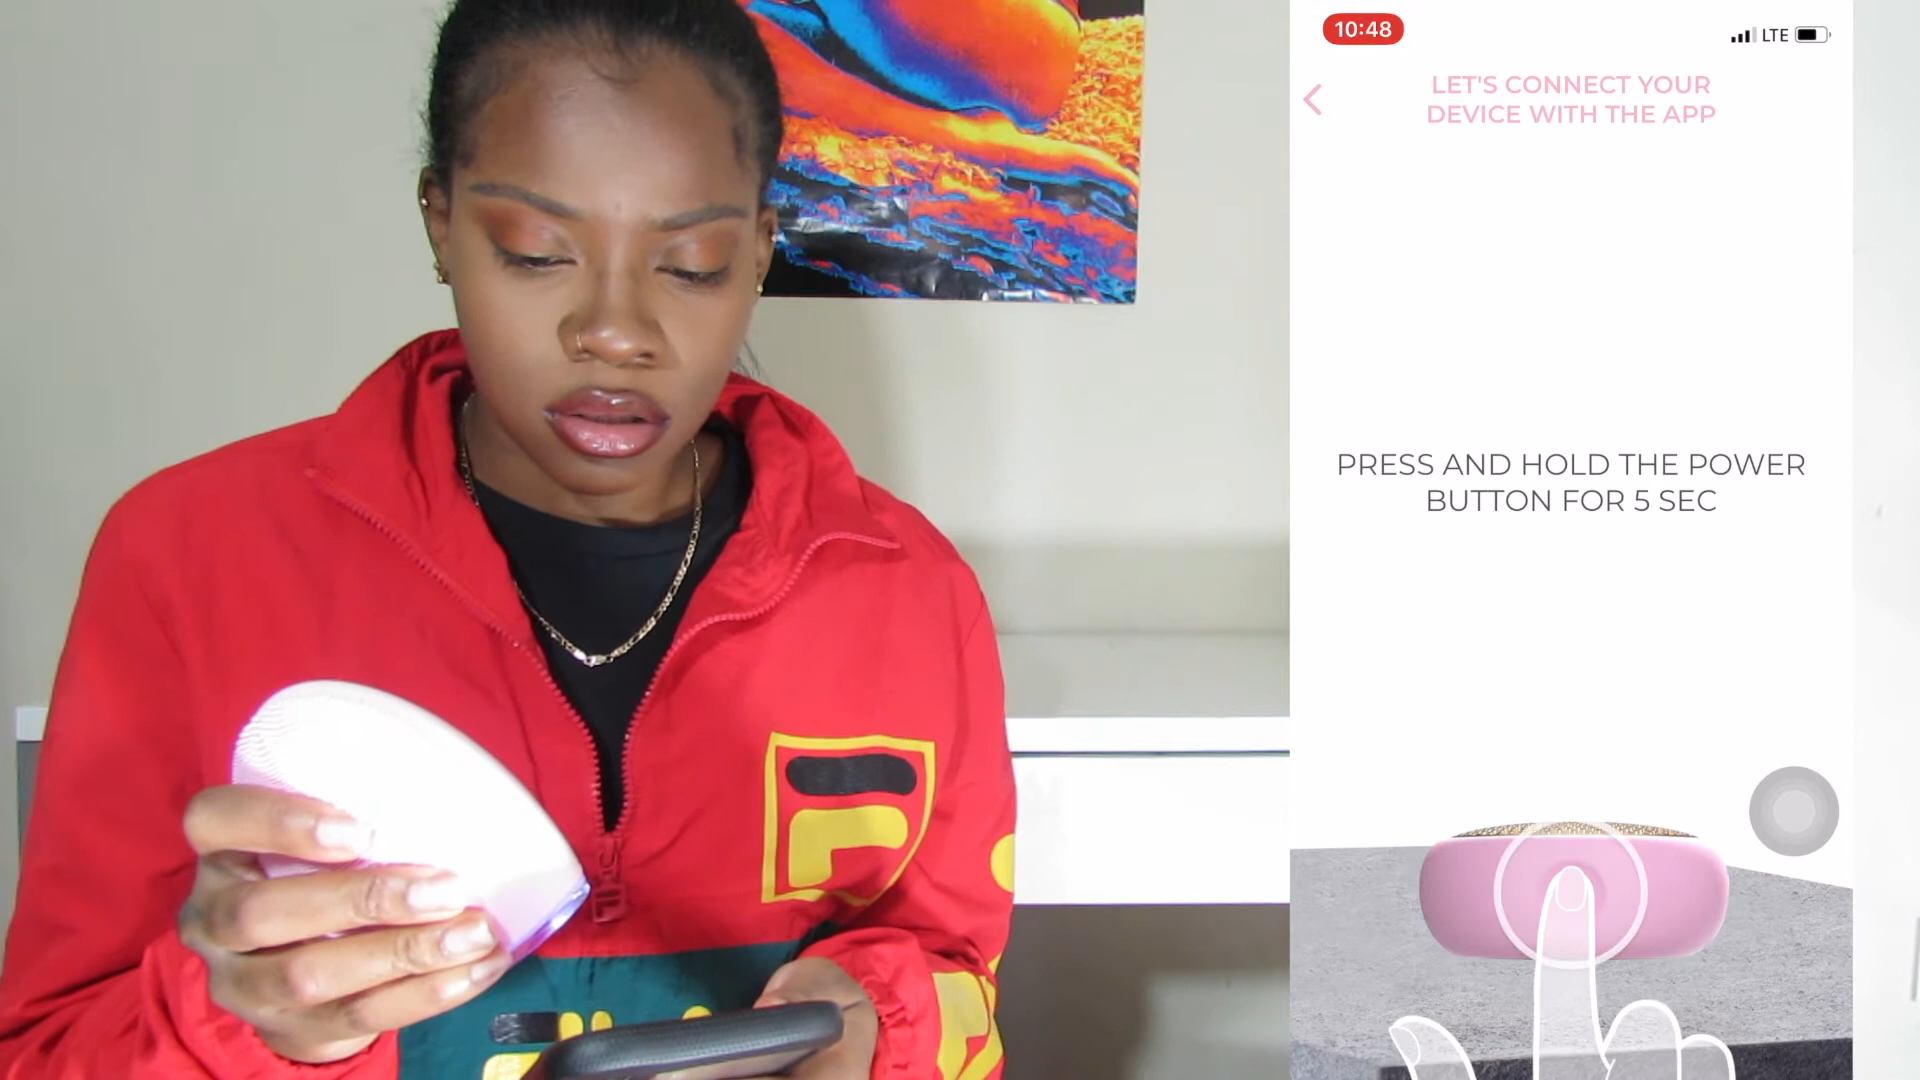 10:48
LTE
LET'S CONNECT YOUR
DEVICE WITH THE APP
PRESS AND HOLD THE POWER
BUTTON FOR 5 SEC